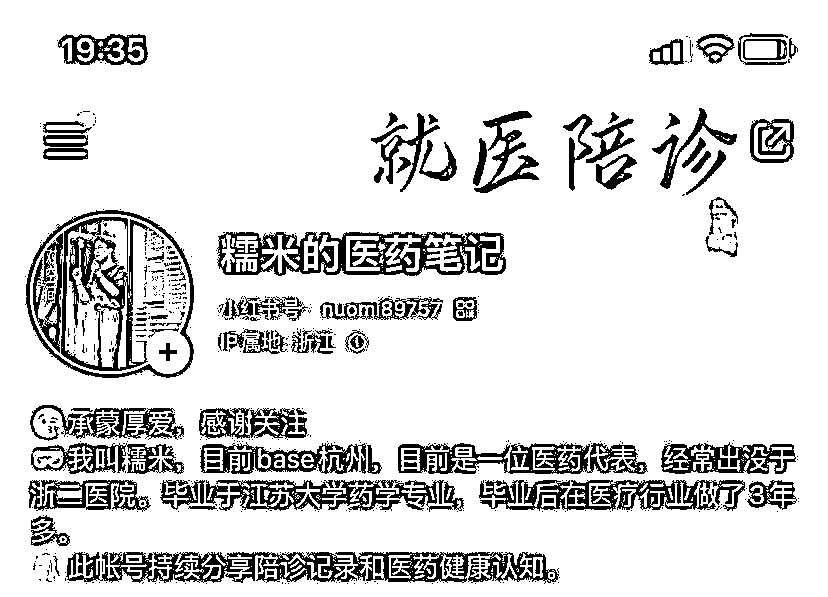 19:35
就医陪诊
糯米的医药笔记
小红书号 nuomi89757
IP属地：浙江
承蒙厚爱，感谢关注
我叫糯米，目前base杭州，目前是一位医药代表，经常出没于
浙二医院。毕业于江苏大学药学专业，毕业后在医疗行业做了3年
多。
此帐号持续分享陪诊记录和医药健康认知。